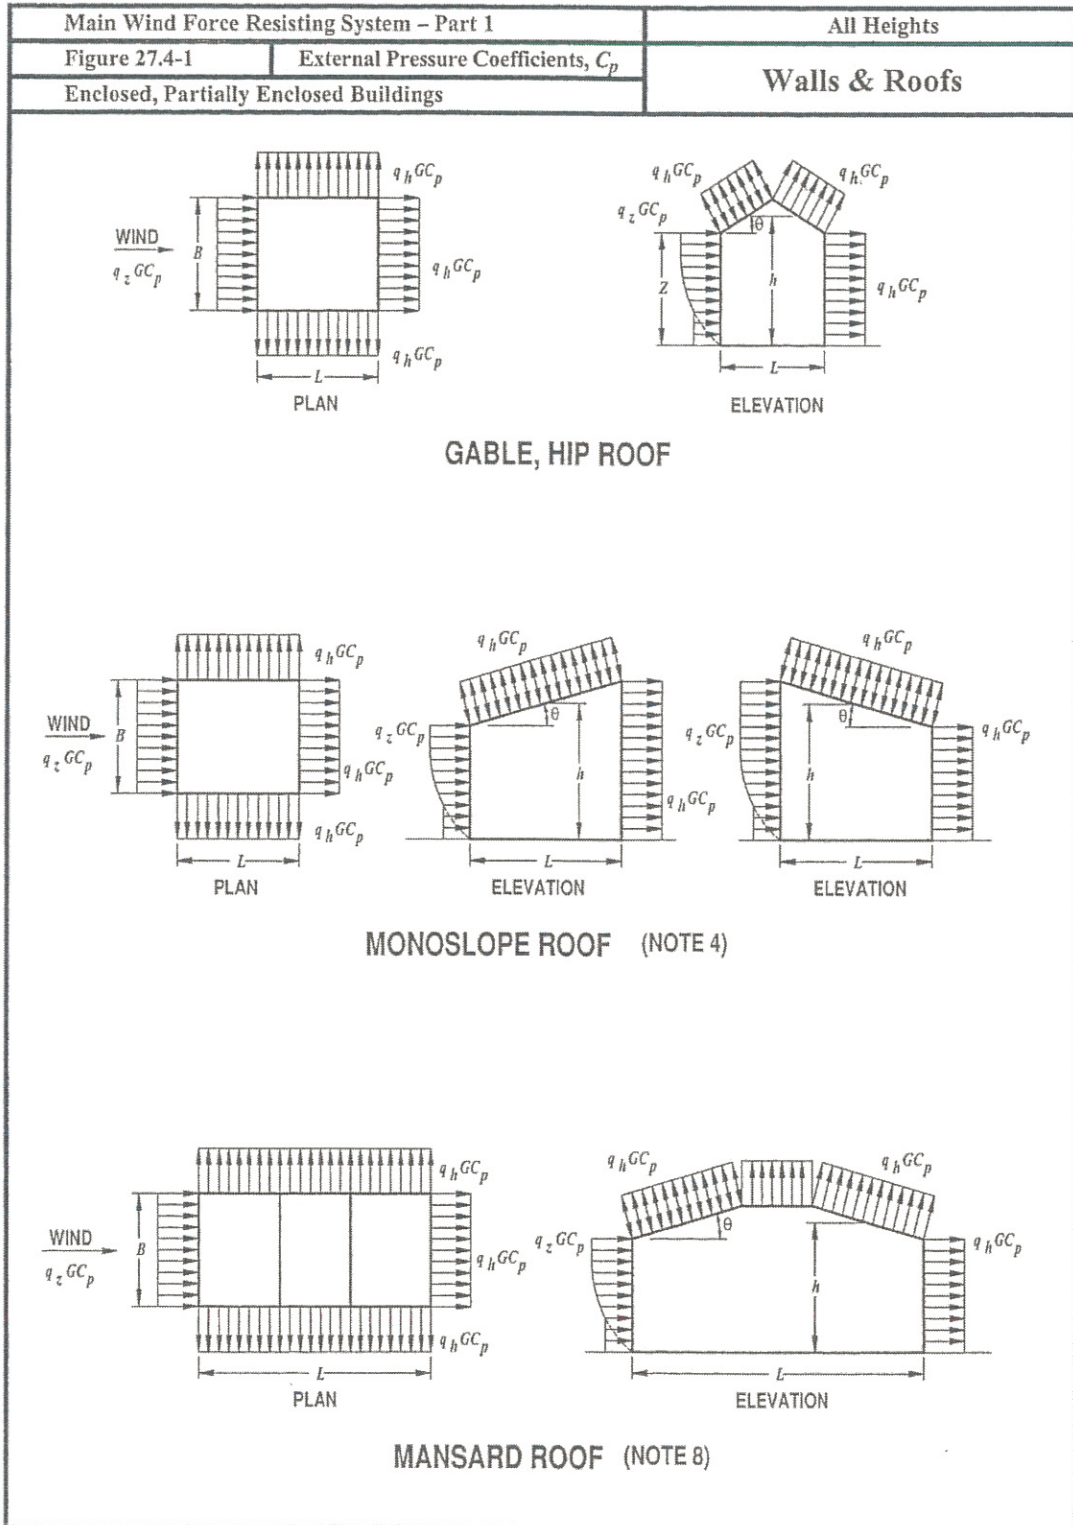 Main Wind Force Resisting System – Part 1
All Heights
Figure 27.4-1
External Pressure Coefficients, Cp
Walls & Roofs
Enclosed, Partially Enclosed Buildings
qhGCp
WIND
qzGCp
B
qhGCp
qhGCp
L
PLAN
qhGCp
qhGCp
qzGCp
θ
Z
h
qhGCp
L
ELEVATION
GABLE, HIP ROOF
qhGCp
WIND
qzGCp
B
qhGCp
qhGCp
L
PLAN
qhGCp
qzGCp
θ
h
qhGCp
L
ELEVATION
qhGCp
qzGCp
θ
qhGCp
h
L
ELEVATION
MONOSLOPE ROOF (NOTE 4)
qhGCp
WIND
qzGCp
B
qhGCp
qhGCp
L
PLAN
qhGCp
qhGCp
qzGCp
θ
qhGCp
h
L
ELEVATION
MANSARD ROOF (NOTE 8)